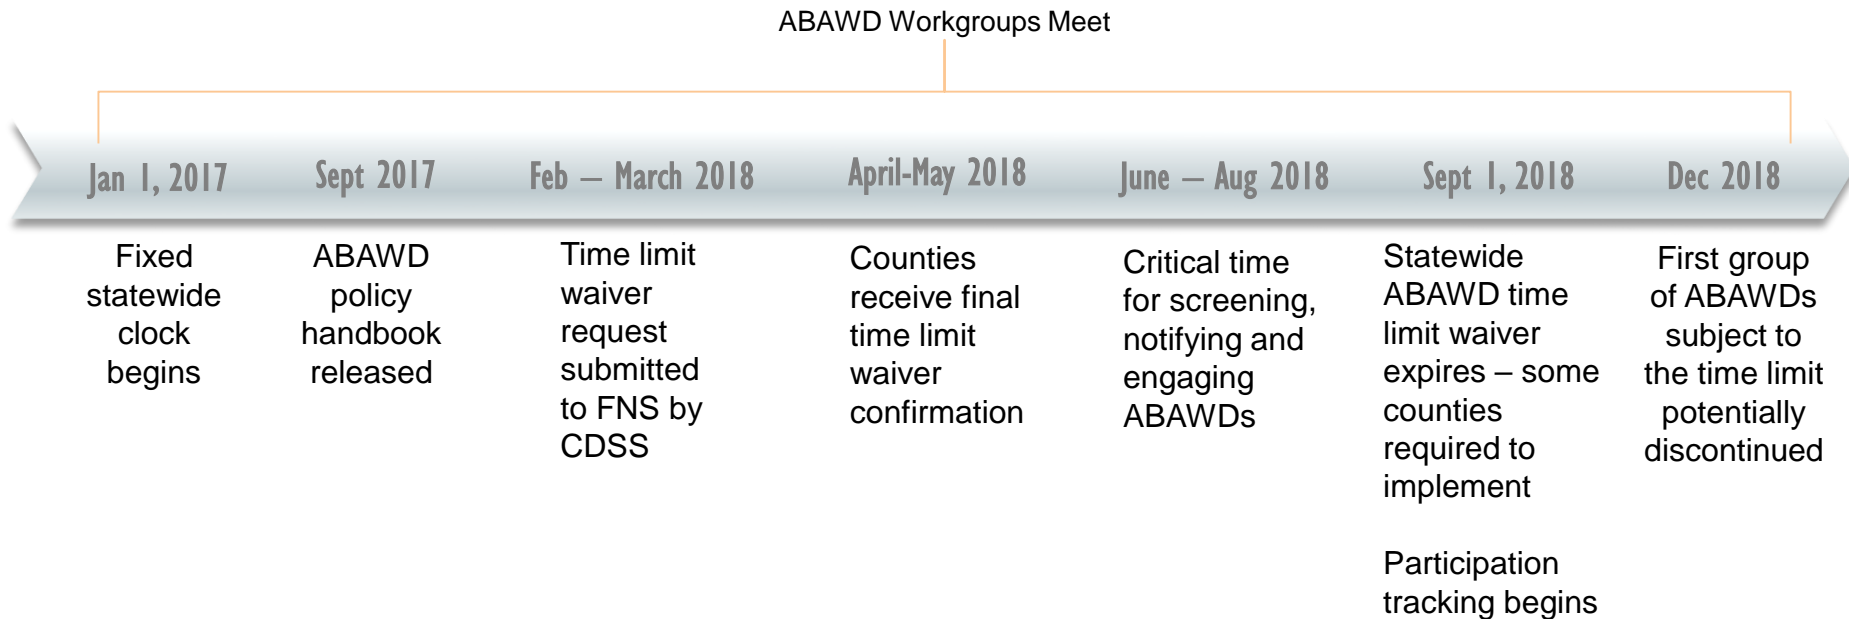 ABAWD Workgroups Meet
Jan 1, 2017
Sept 2017
Feb – March 2018
April-May 2018
June – Aug 2018
Sept 1, 2018
Dec 2018
Fixed
statewide
clock
begins
ABAWD
policy
handbook
released
Time limit
waiver
request
submitted
to FNS by
CDSS
Counties
receive final
time limit
waiver
confirmation
Critical time
for screening,
notifying and
engaging
ABAWDs
Statewide
ABAWD time
limit waiver
expires – some
counties
required to
implement
Participation
tracking begins
First group
of ABAWDs
subject to
the time limit
potentially
discontinued